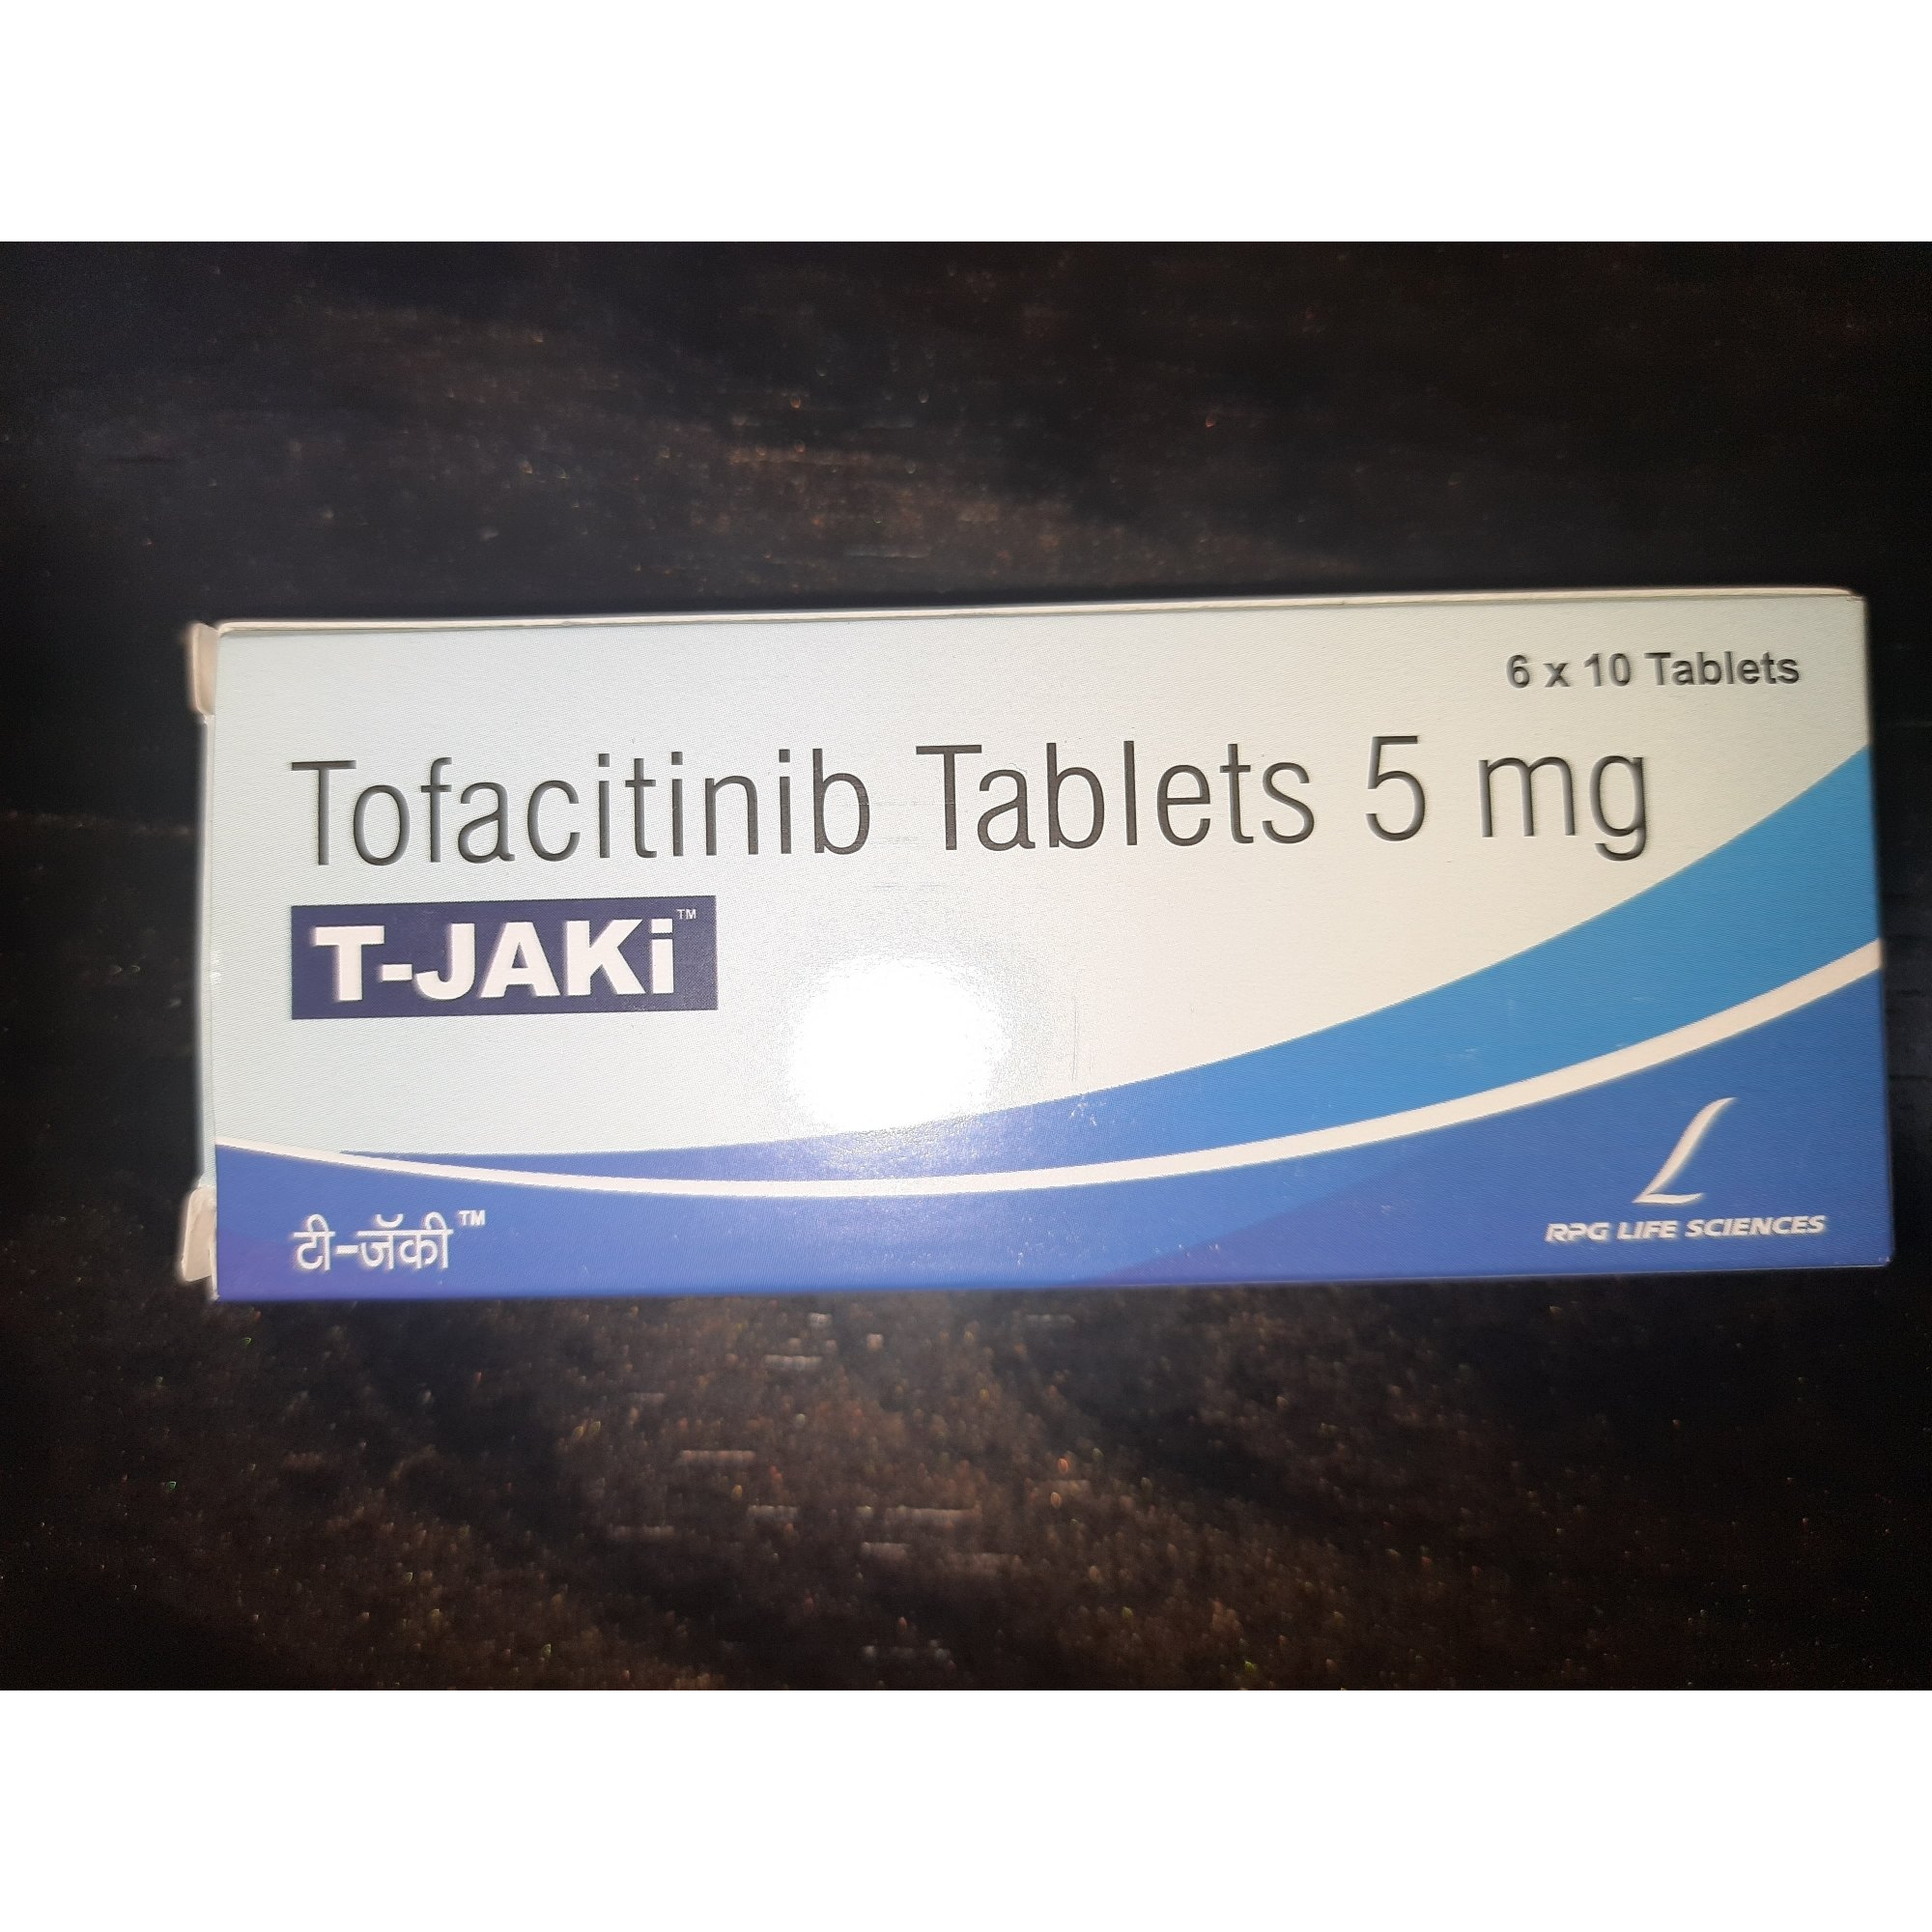 6 x 10 Tablets
Tofacitinib Tablets 5 mg
T-JAKi™
टी-जॅकी™
RPG LIFE SCIENCES